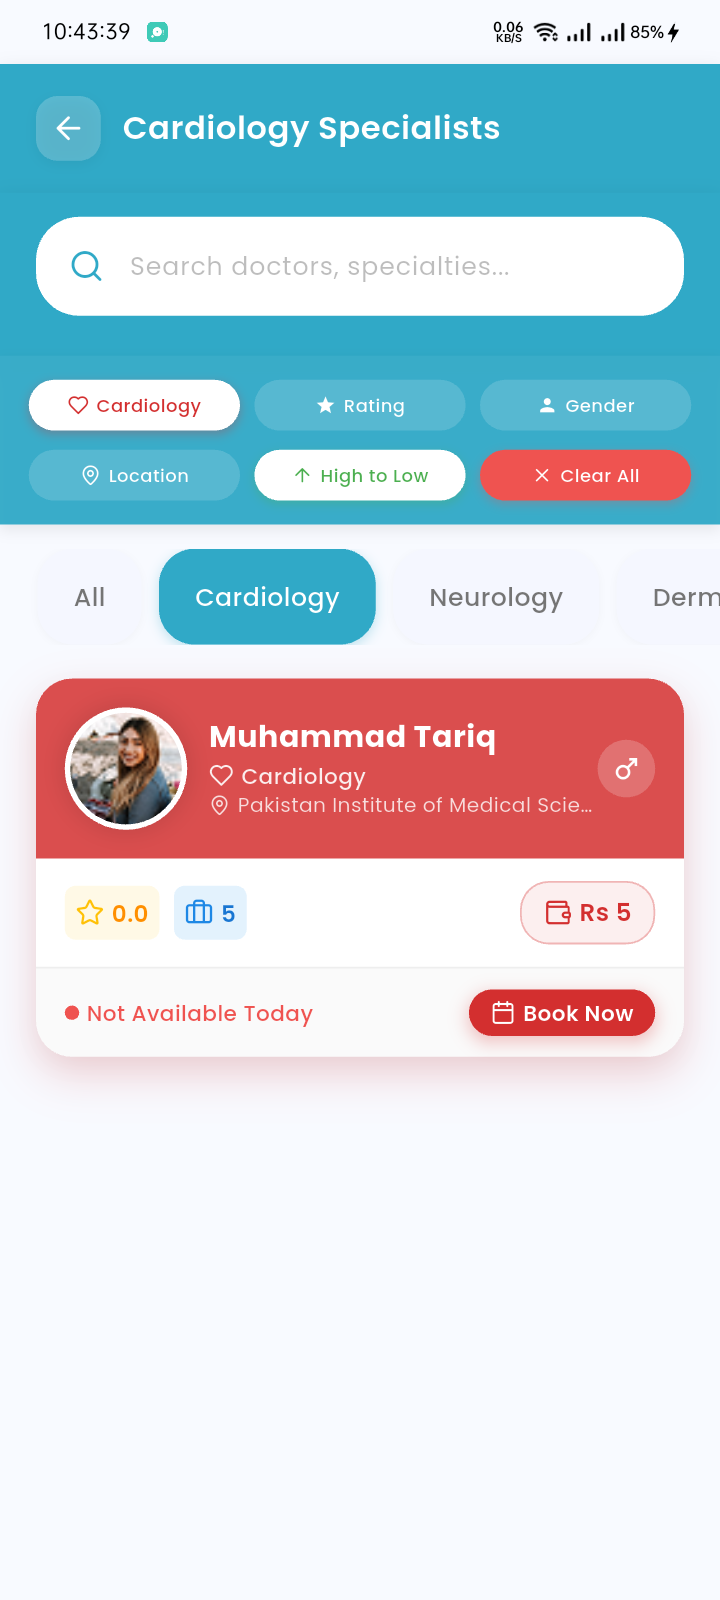 10:43:39
0.06 KB/S 85%
Cardiology Specialists
Search doctors, specialties...
Cardiology Rating Gender
Location High to Low Clear All
All Cardiology Neurology Derm
Muhammad Tariq
Cardiology
Pakistan Institute of Medical Scie...
0.0 5 Rs 5
Not Available Today Book Now